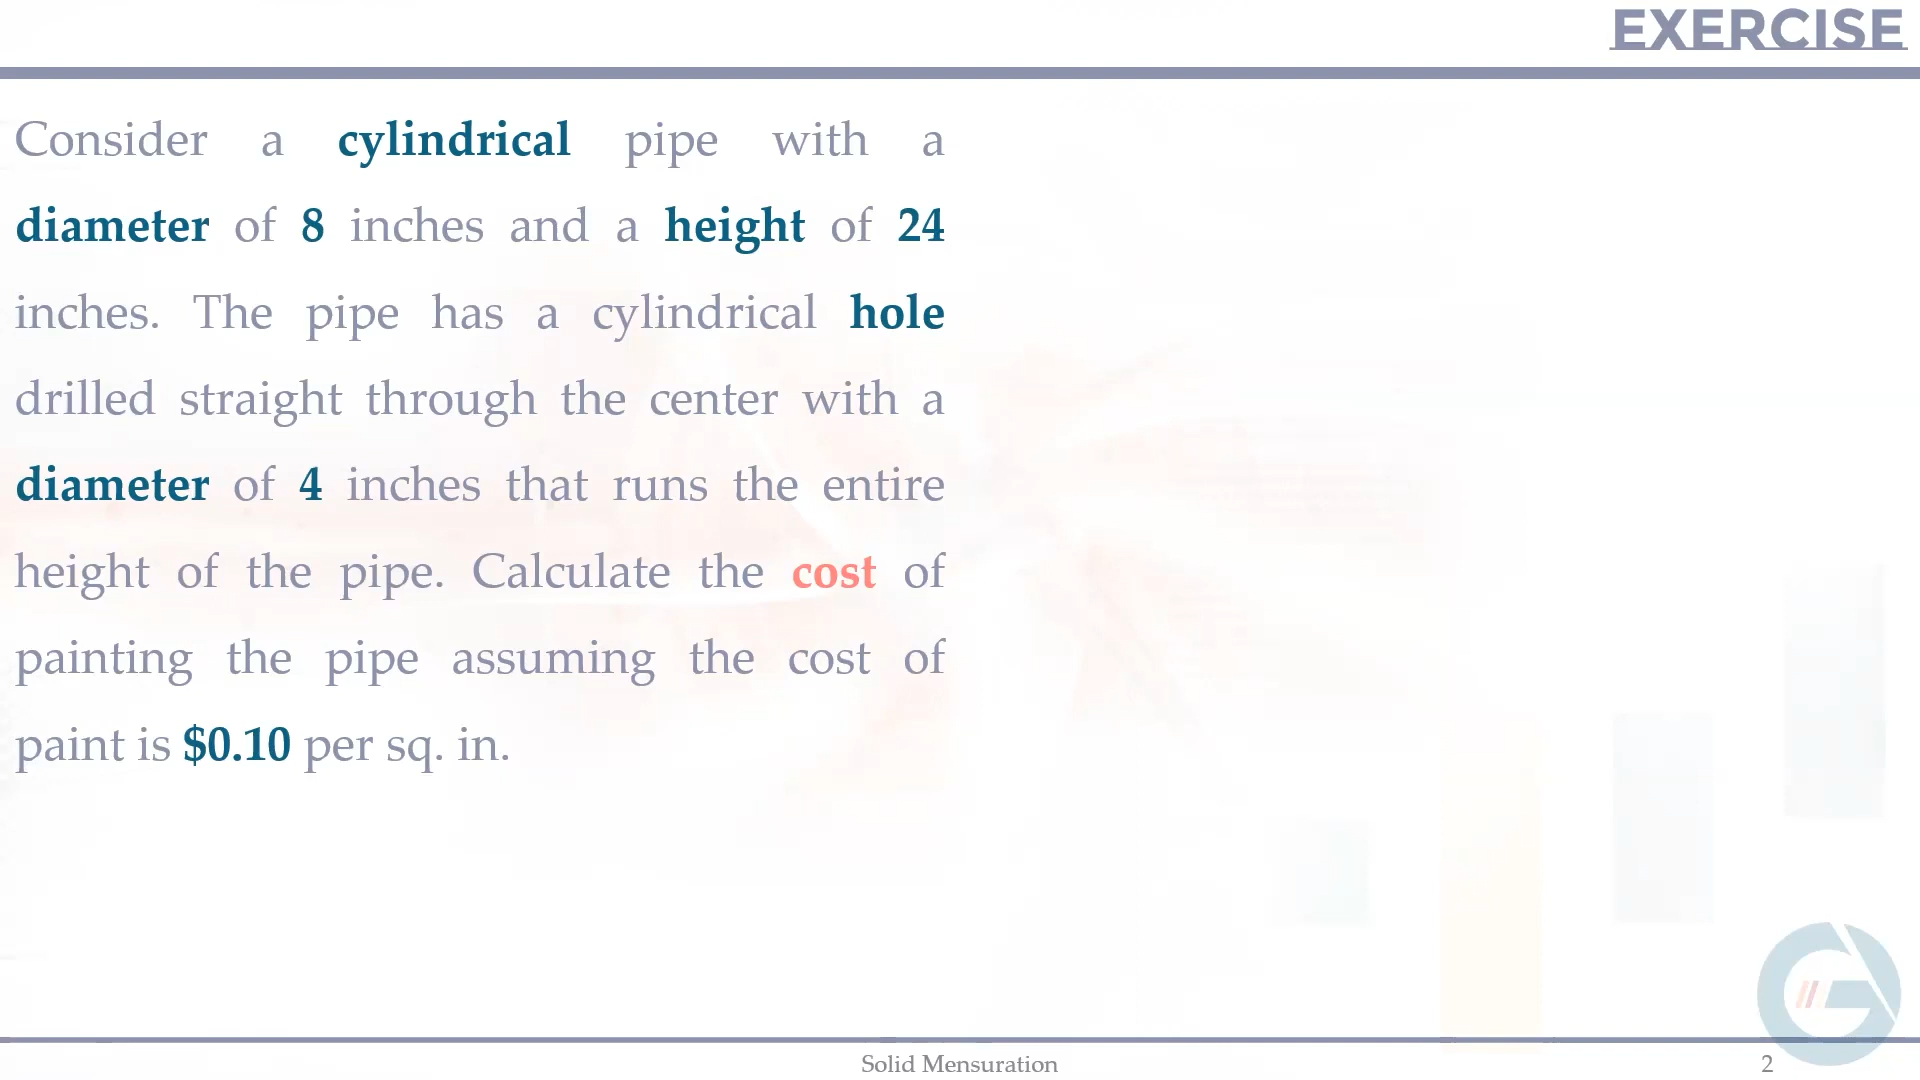 EXERCISE
Consider a cylindrical pipe with a
diameter of 8 inches and a height of 24
inches. The pipe has a cylindrical hole
drilled straight through the center with a
diameter of 4 inches that runs the entire
height of the pipe. Calculate the cost of
painting the pipe assuming the cost of
paint is $0.10 per sq. in.
Solid Mensuration
2